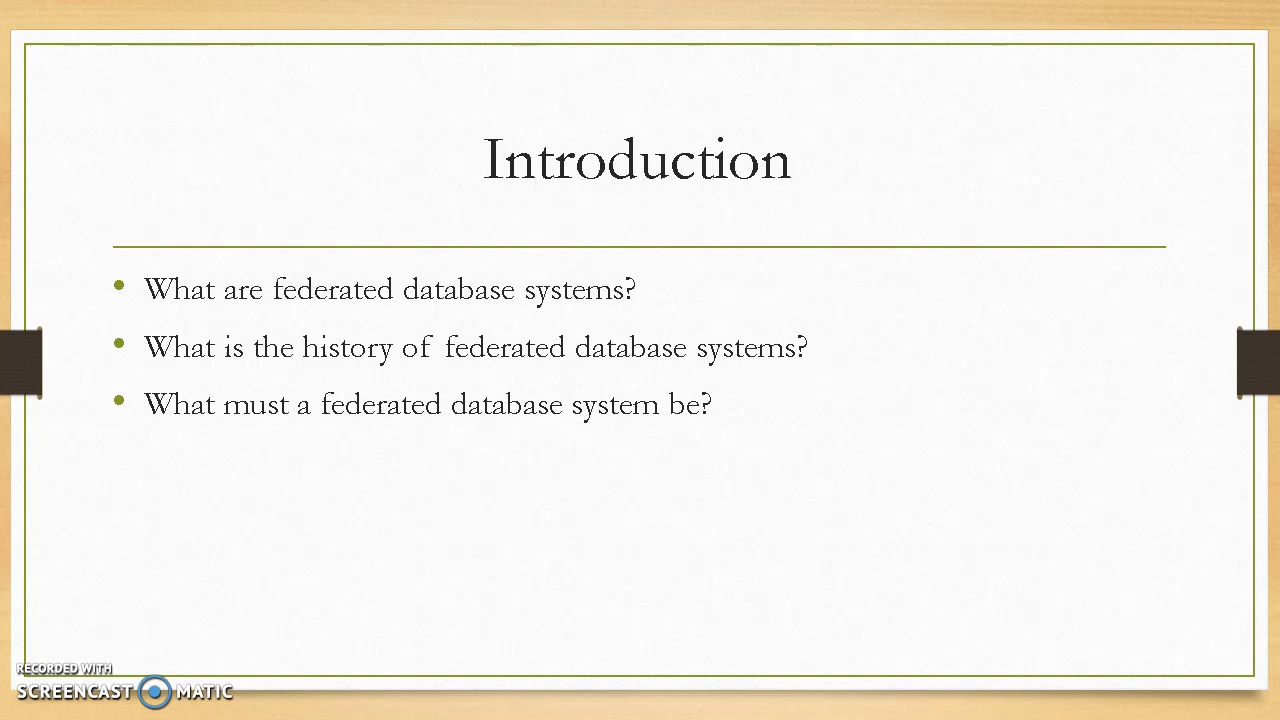 Introduction
• What are federated database systems?
• What is the history of federated database systems?
• What must a federated database system be?
RECORDED WITH
SCREENCAST MATIC